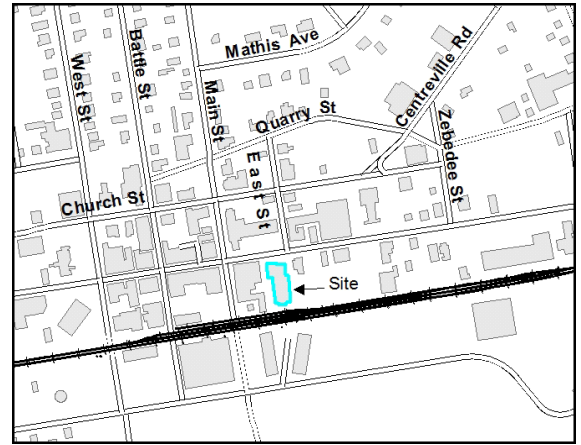 Mathis Ave
Centreville Rd
West St
Battle St
Main St
Quarry St
Zebedee St
East St
Church St
Site